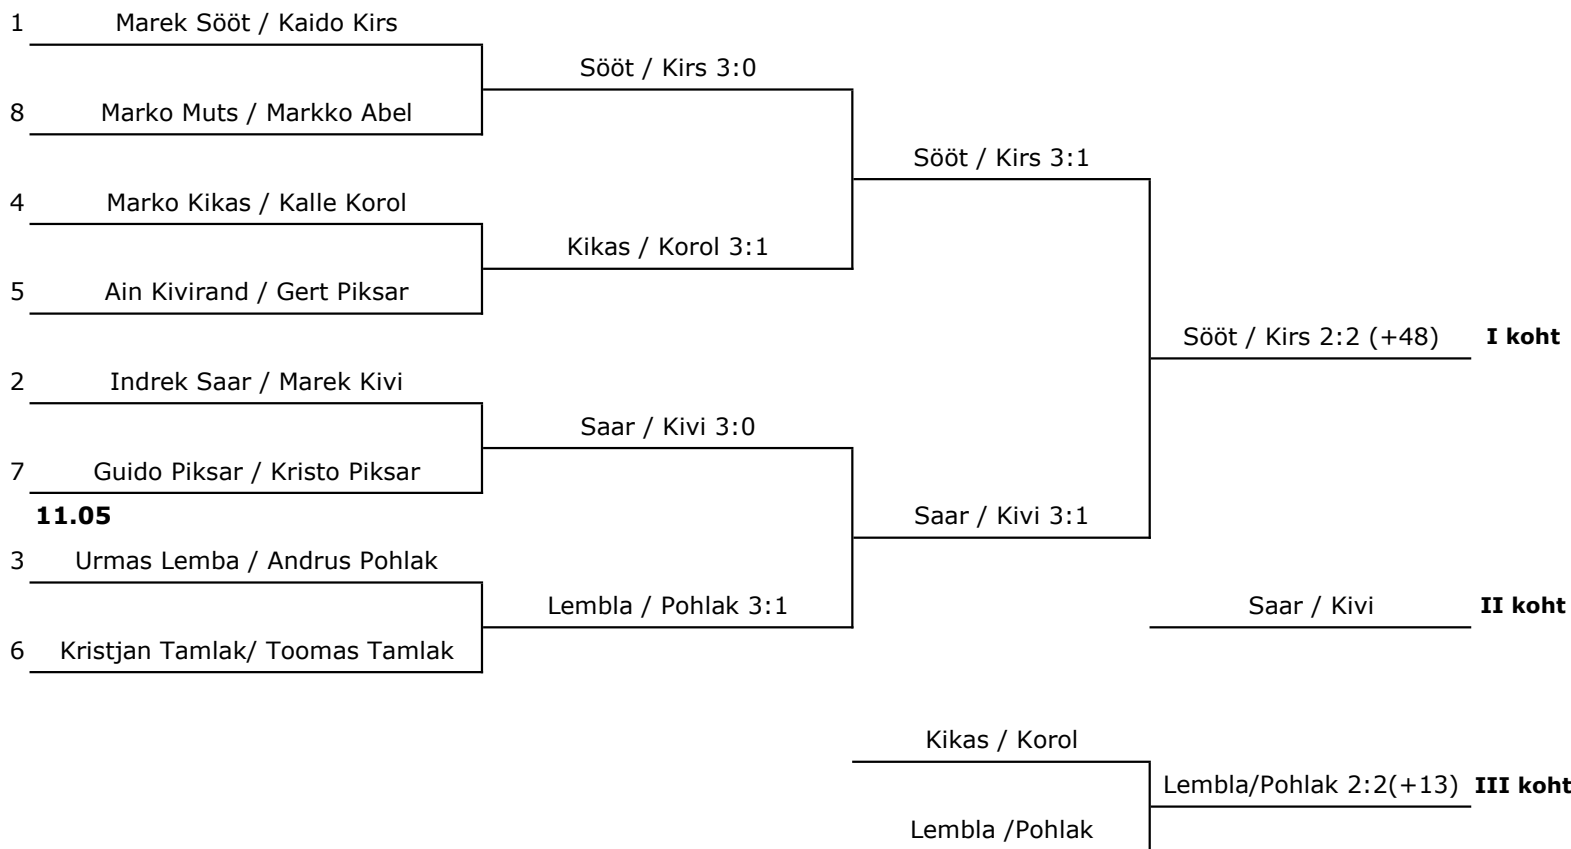 1 Marek Sööt / Kaido Kirs
Sööt / Kirs 3:0
8 Marko Muts / Markko Abel
Sööt / Kirs 3:1
4 Marko Kikas / Kalle Korol
Kikas / Korol 3:1
5 Ain Kivirand / Gert Piksar
Sööt / Kirs 2:2 (+48) I koht
2 Indrek Saar / Marek Kivi
Saar / Kivi 3:0
7 Guido Piksar / Kristo Piksar
11.05
Saar / Kivi 3:1
3 Urmas Lemba / Andrus Pohlak
Lembla / Pohlak 3:1
Saar / Kivi II koht
6 Kristjan Tamlak/ Toomas Tamlak
Kikas / Korol
Lembla/Pohlak 2:2(+13) III koht
Lembla /Pohlak